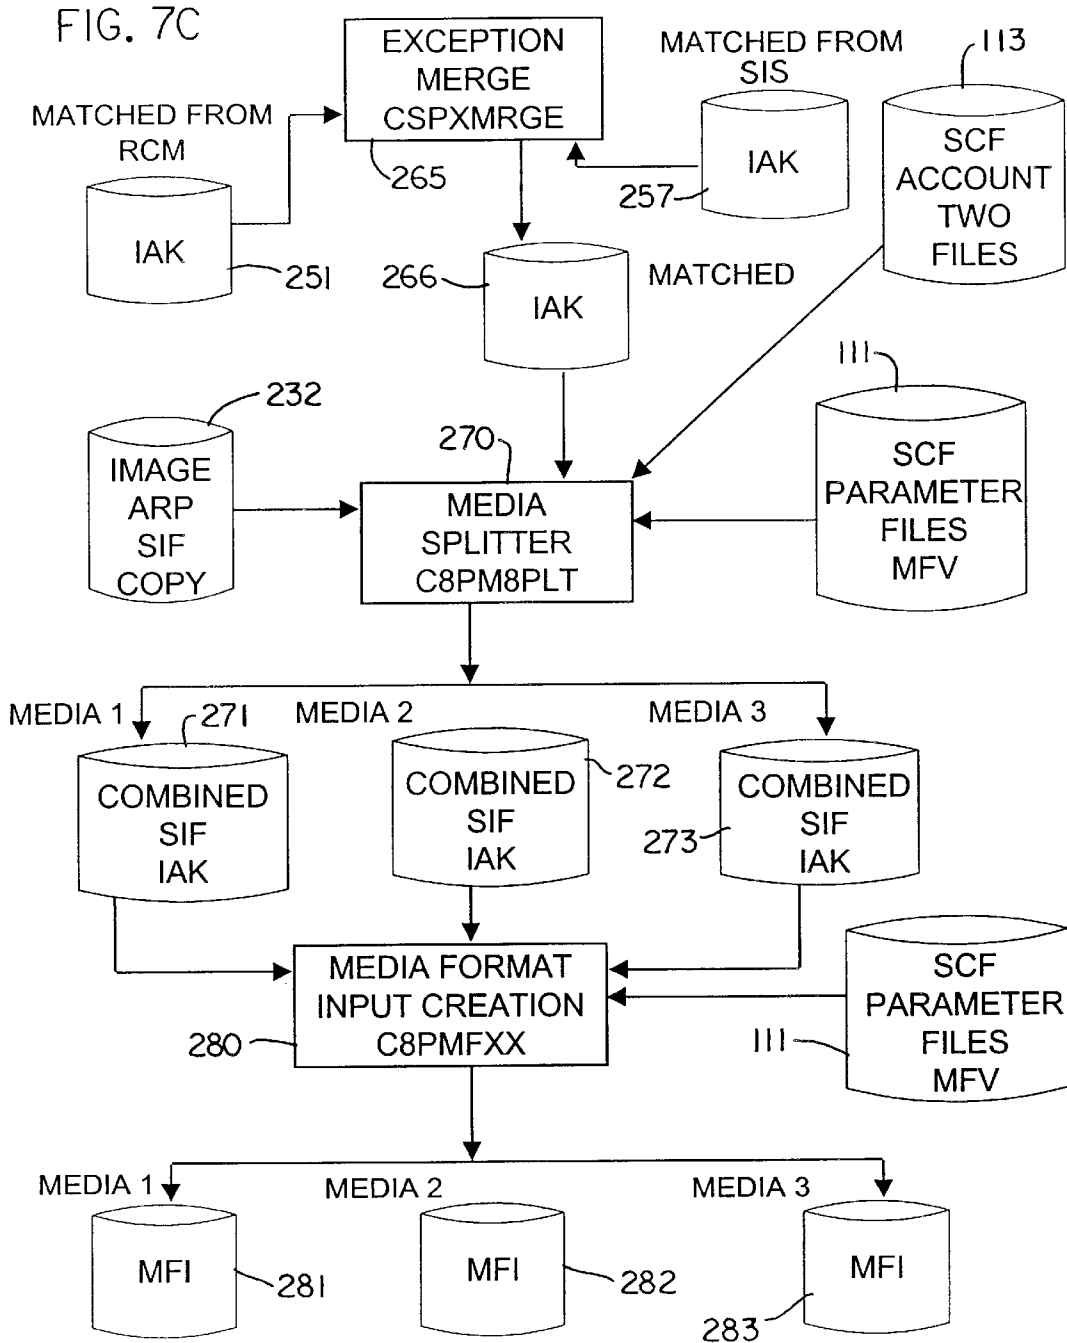 FIG. 7C
EXCEPTION
MERGE
CSPXMRGE
265
MATCHED FROM
SIS
IAK
257
113
SCF
ACCOUNT
TWO
FILES
MATCHED FROM
RCM
IAK
251
266
IAK
MATCHED
232
IMAGE
ARP
SIF
COPY
270
MEDIA
SPLITTER
C8PM8PLT
111
SCF
PARAMETER
FILES
MFV
MEDIA 1
MEDIA 2
MEDIA 3
271
COMBINED
SIF
IAK
272
COMBINED
SIF
IAK
273
COMBINED
SIF
IAK
MEDIA FORMAT
INPUT CREATION
C8PMFXX
280
SCF
PARAMETER
FILES
MFV
111
MEDIA 1
MEDIA 2
MEDIA 3
MFI
281
MFI
282
MFI
283